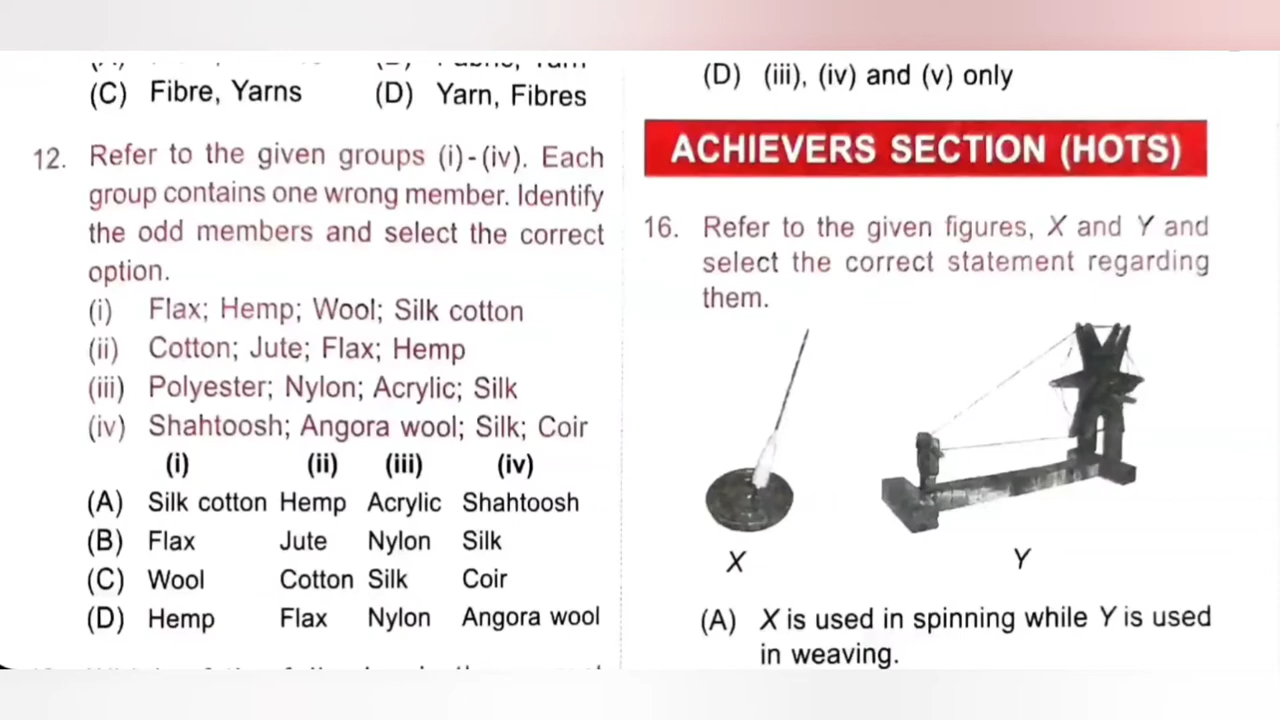 (C) Fibre, Yarns (D) Yarn, Fibres
12. Refer to the given groups (i)-(iv). Each
group contains one wrong member. Identify
the odd members and select the correct
option.
(i) Flax; Hemp; Wool; Silk cotton
(ii) Cotton; Jute; Flax; Hemp
(iii) Polyester; Nylon; Acrylic; Silk
(iv) Shahtoosh; Angora wool; Silk; Coir
(i) (ii) (iii) (iv)
(A) Silk cotton Hemp Acrylic Shahtoosh
(B) Flax Jute Nylon Silk
(C) Wool Cotton Silk Coir
(D) Hemp Flax Nylon Angora wool
(D) (iii), (iv) and (v) only
ACHIEVERS SECTION (HOTS)
16. Refer to the given figures, X and Y and
select the correct statement regarding
them.
X Y
(A) X is used in spinning while Y is used
in weaving.